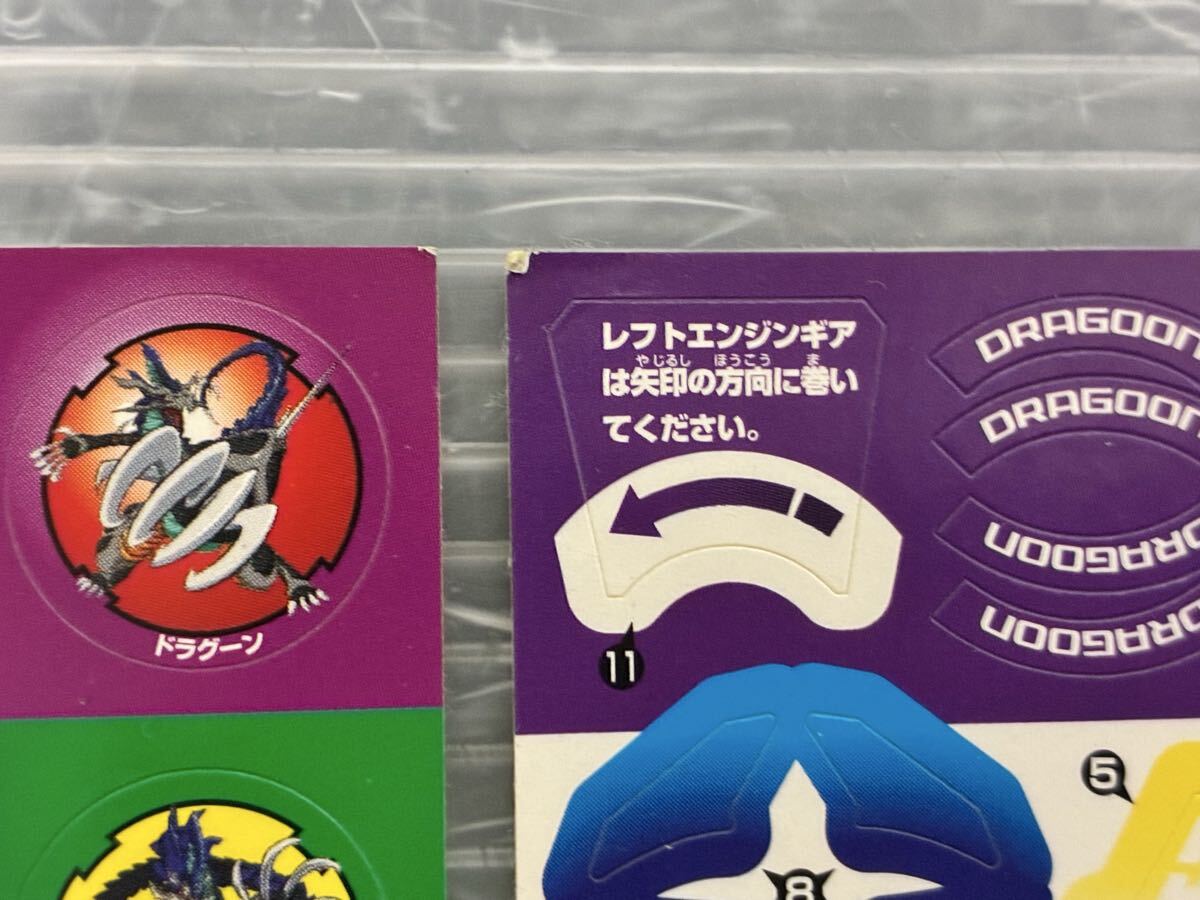 ドラグーン
レフトエンジンギア
やじるし ほうこう ま
は矢印の方向に巻い
てください。
11
DRAGOON
DRAGOON
DRAGOON
DRAGOON
5
8